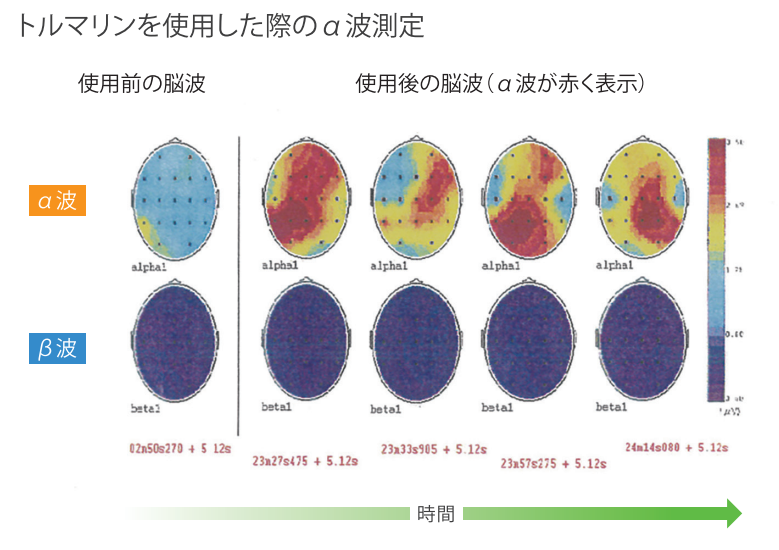 トルマリンを使用した際のα波測定
使用前の脳波
使用後の脳波（α波が赤く表示）
α波
alpha1
alpha1
alpha1
alpha1
alpha1
β波
beta1
beta1
beta1
beta1
beta1
02m50s270 + 5 12s
23m27s475 + 5.12s
23m33s905 + 5.12s
23m57s275 + 5.12s
24m14s080 + 5.12s
時間